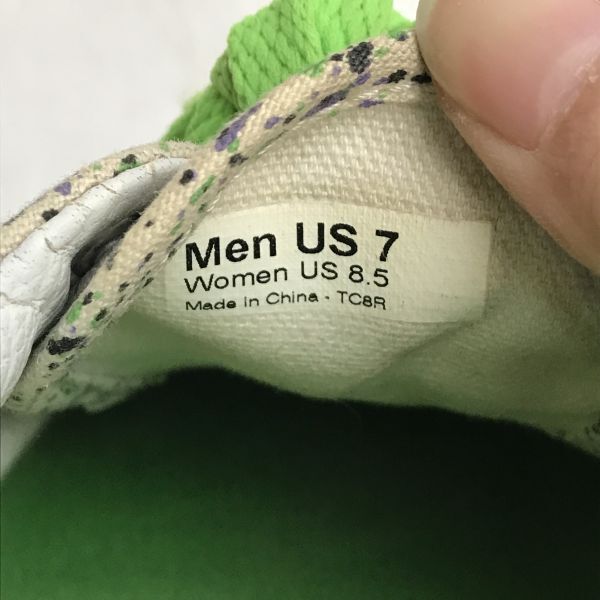 Men US 7
Women US 8.5
Made in China - TC8R